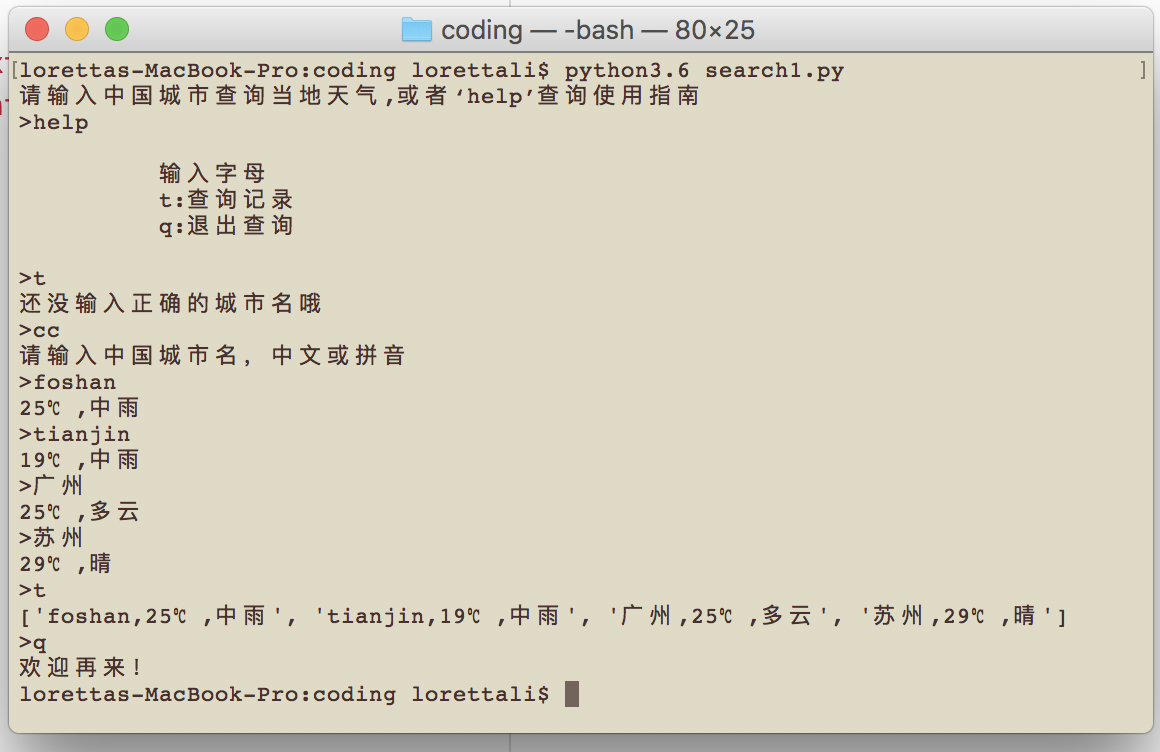 coding — -bash — 80×25
[lorettas-MacBook-Pro:coding lorettali$ python3.6 search1.py ]
请输入中国城市查询当地天气,或者‘help’查询使用指南
>help
输入字母
t:查询记录
q:退出查询
>t
还没输入正确的城市名哦
>cc
请输入中国城市名，中文或拼音
>foshan
25℃ ,中雨
>tianjin
19℃ ,中雨
>广州
25℃ ,多云
>苏州
29℃ ,晴
>t
['foshan,25℃ ,中雨', 'tianjin,19℃ ,中雨', '广州,25℃ ,多云', '苏州,29℃ ,晴']
>q
欢迎再来！
lorettas-MacBook-Pro:coding lorettali$